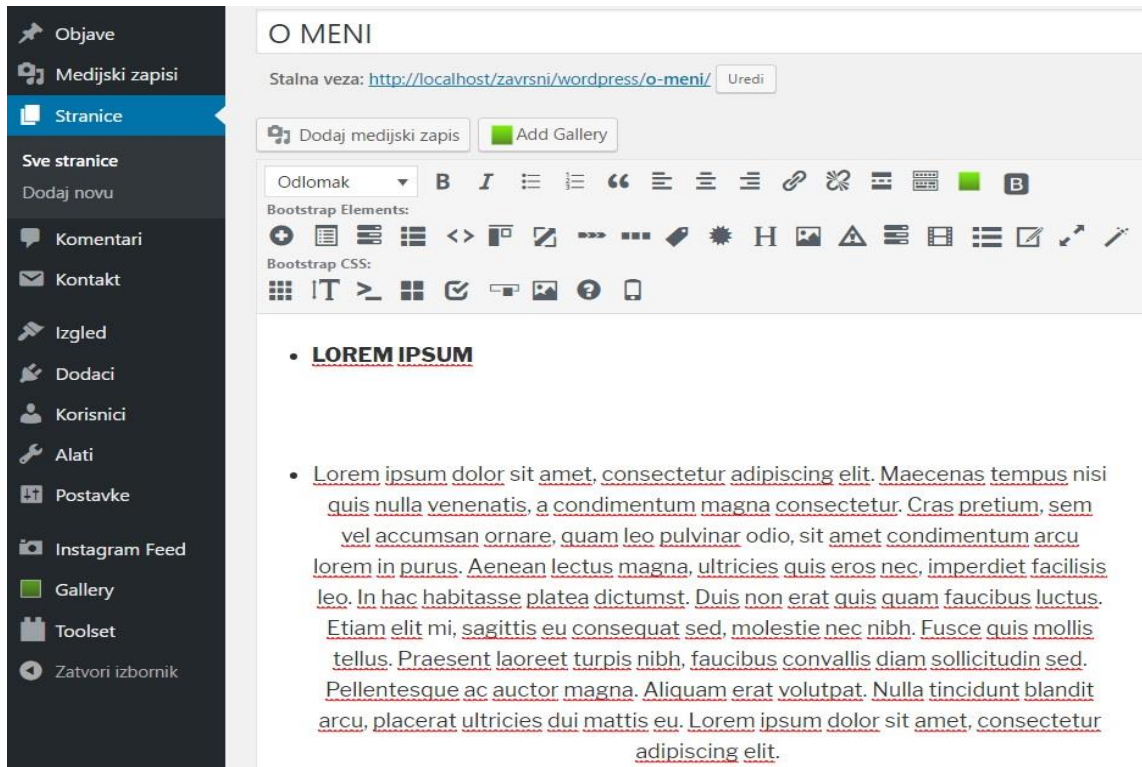 Objave
Medijski zapisi
Stranice
Sve stranice
Dodaj novu
Komentari
Kontakt
Izgled
Dodaci
Korisnici
Alati
Postavke
Instagram Feed
Gallery
Toolset
Zatvori izbornik
O MENI
Stalna veza: http://localhost/zavrsni/wordpress/o-meni/ Uredi
Dodaj medijski zapis Add Gallery
Odlomak B I B
Bootstrap Elements:
H
Bootstrap CSS:
• LOREM IPSUM
• Lorem ipsum dolor sit amet, consectetur adipiscing elit. Maecenas tempus nisi
quis nulla venenatis, a condimentum magna consectetur. Cras pretium, sem
vel accumsan ornare, quam leo pulvinar odio, sit amet condimentum arcu
lorem in purus. Aenean lectus magna, ultricies quis eros nec, imperdiet facilisis
leo. In hac habitasse platea dictumst. Duis non erat quis quam faucibus luctus.
Etiam elit mi, sagittis eu consequat sed, molestie nec nibh. Fusce quis mollis
tellus. Praesent laoreet turpis nibh, faucibus convallis diam sollicitudin sed.
Pellentesque ac auctor magna. Aliquam erat volutpat. Nulla tincidunt blandit
arcu, placerat ultricies dui mattis eu. Lorem ipsum dolor sit amet, consectetur
adipiscing elit.